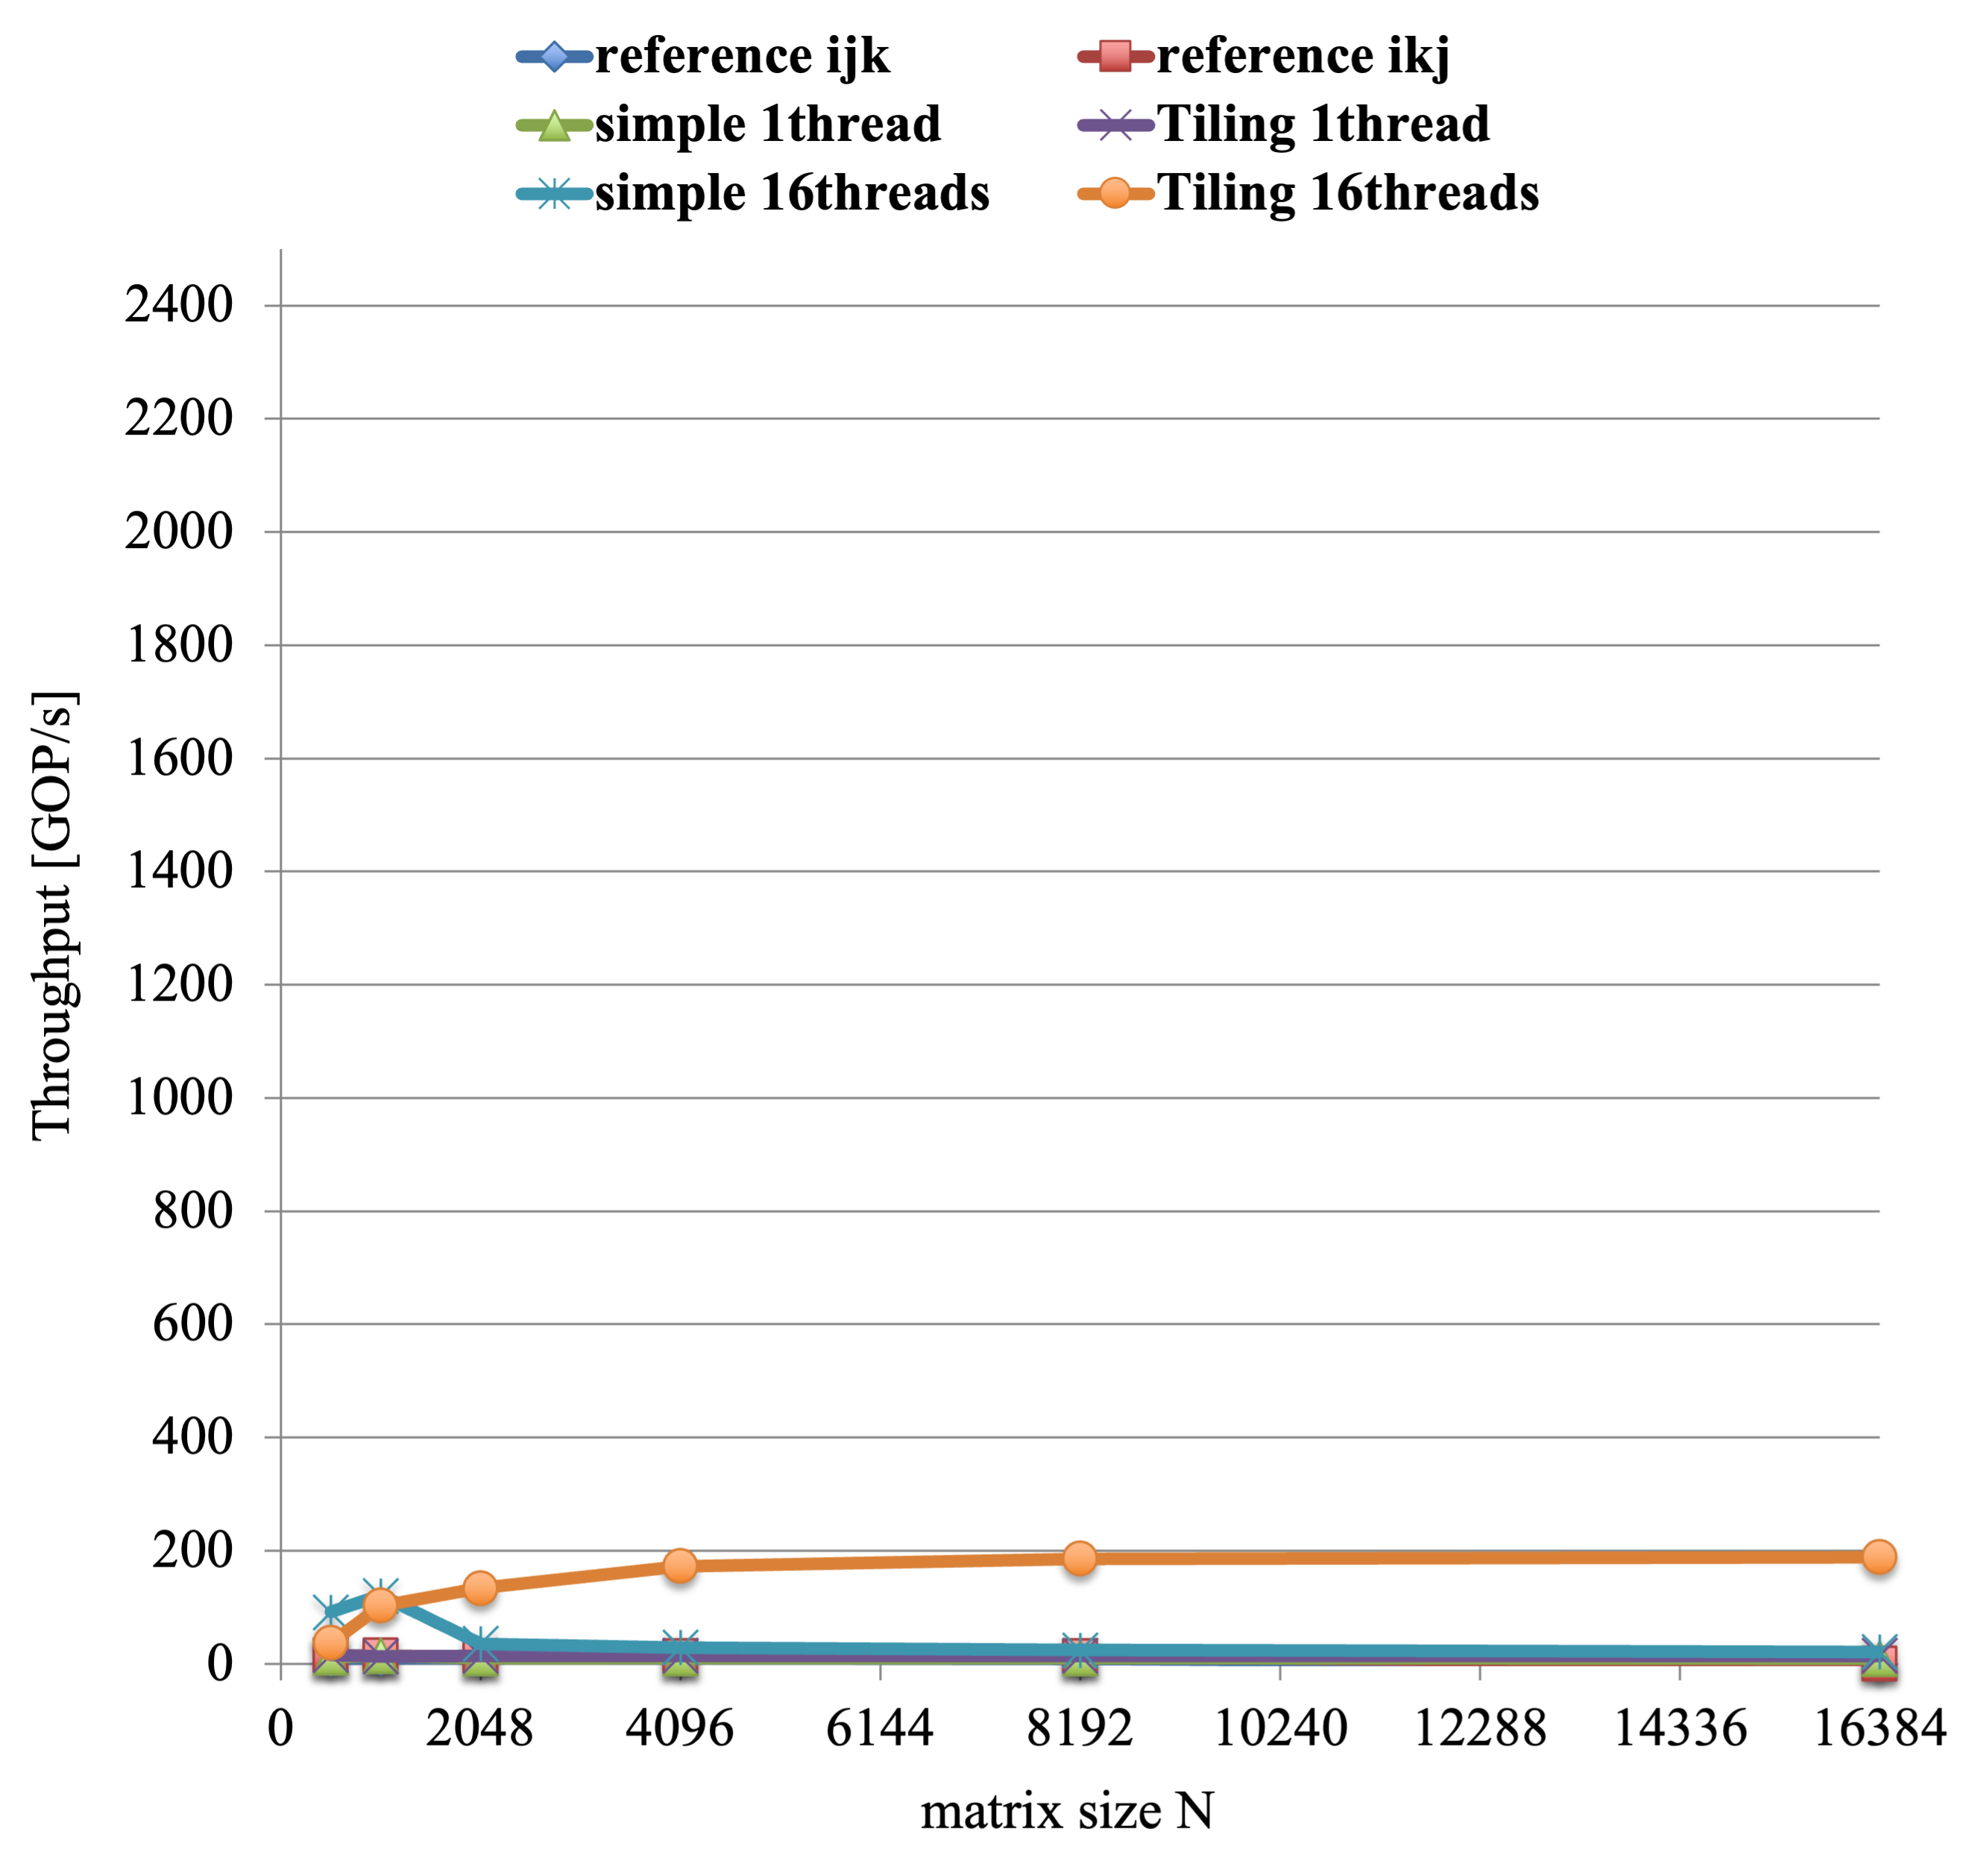 reference ijk
reference ikj
simple 1thread
Tiling 1thread
simple 16threads
Tiling 16threads
Throughput [GOP/s]
2400
2200
2000
1800
1600
1400
1200
1000
800
600
400
200
0
0 2048 4096 6144 8192 10240 12288 14336 16384
matrix size N